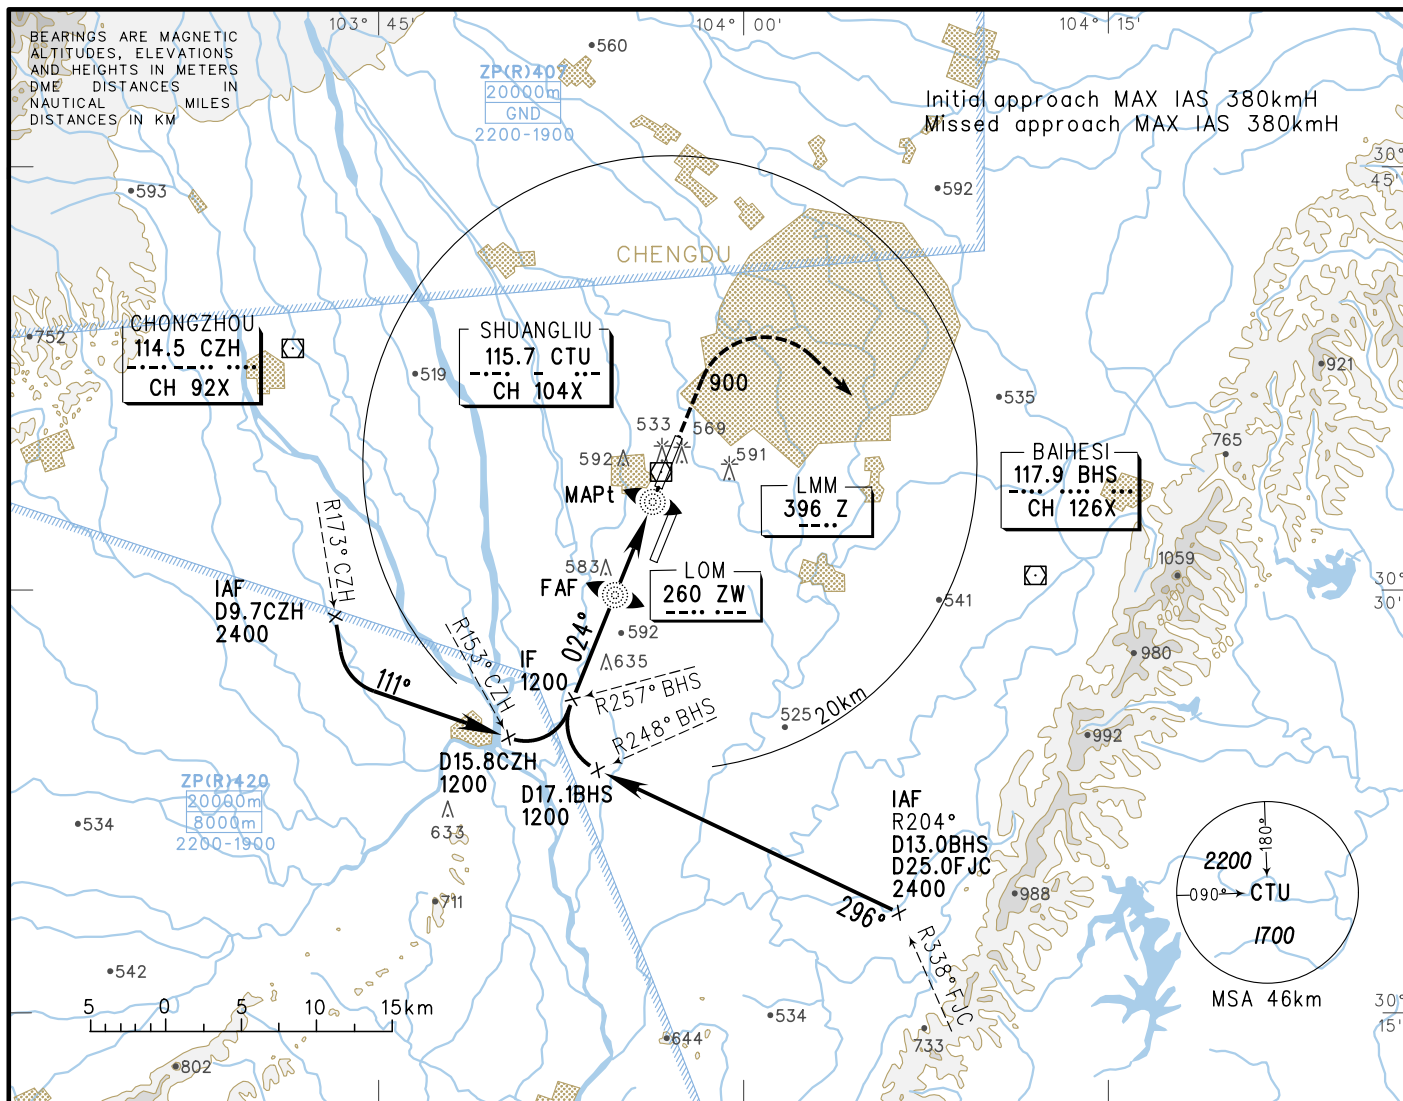 103° 45'
104° 00'
104° 15'
BEARINGS ARE MAGNETIC
ALTITUDES, ELEVATIONS
AND HEIGHTS IN METERS
DME DISTANCES IN
NAUTICAL MILES
DISTANCES IN KM
560
ZP(R)407
20000m
GND
2200-1900
Initial approach MAX IAS 380kmH
Missed approach MAX IAS 380kmH
30°
45'
593
592
CHENGDU
752
CHONGZHOU
114.5 CZH
CH 92X
SHUANGLIU
115.7 CTU
CH 104X
519
900
921
535
533
569
592
591
765
BAIHESI
117.9 BHS
CH 126X
MAPt
LMM
396 Z
R173° CZH
583
FAF
LOM
260 ZW
1059
800
1000
600
30°
30'
IAF
D9.7CZH
2400
541
592
024°
R153° CZH
IF
1200
635
980
111°
R257° BHS
R248° BHS
525
20km
992
D15.8CZH
1200
D17.1BHS
1200
ZP(R)420
20000m
8000m
2200-1900
534
633
IAF
R204°
D13.0BHS
D25.0FJC
2400
296°
711
988
R338° FJC
2200
180°
090°
CTU
1700
MSA 46km
542
5 0 5 10 15km
534
644
733
802
30°
15'